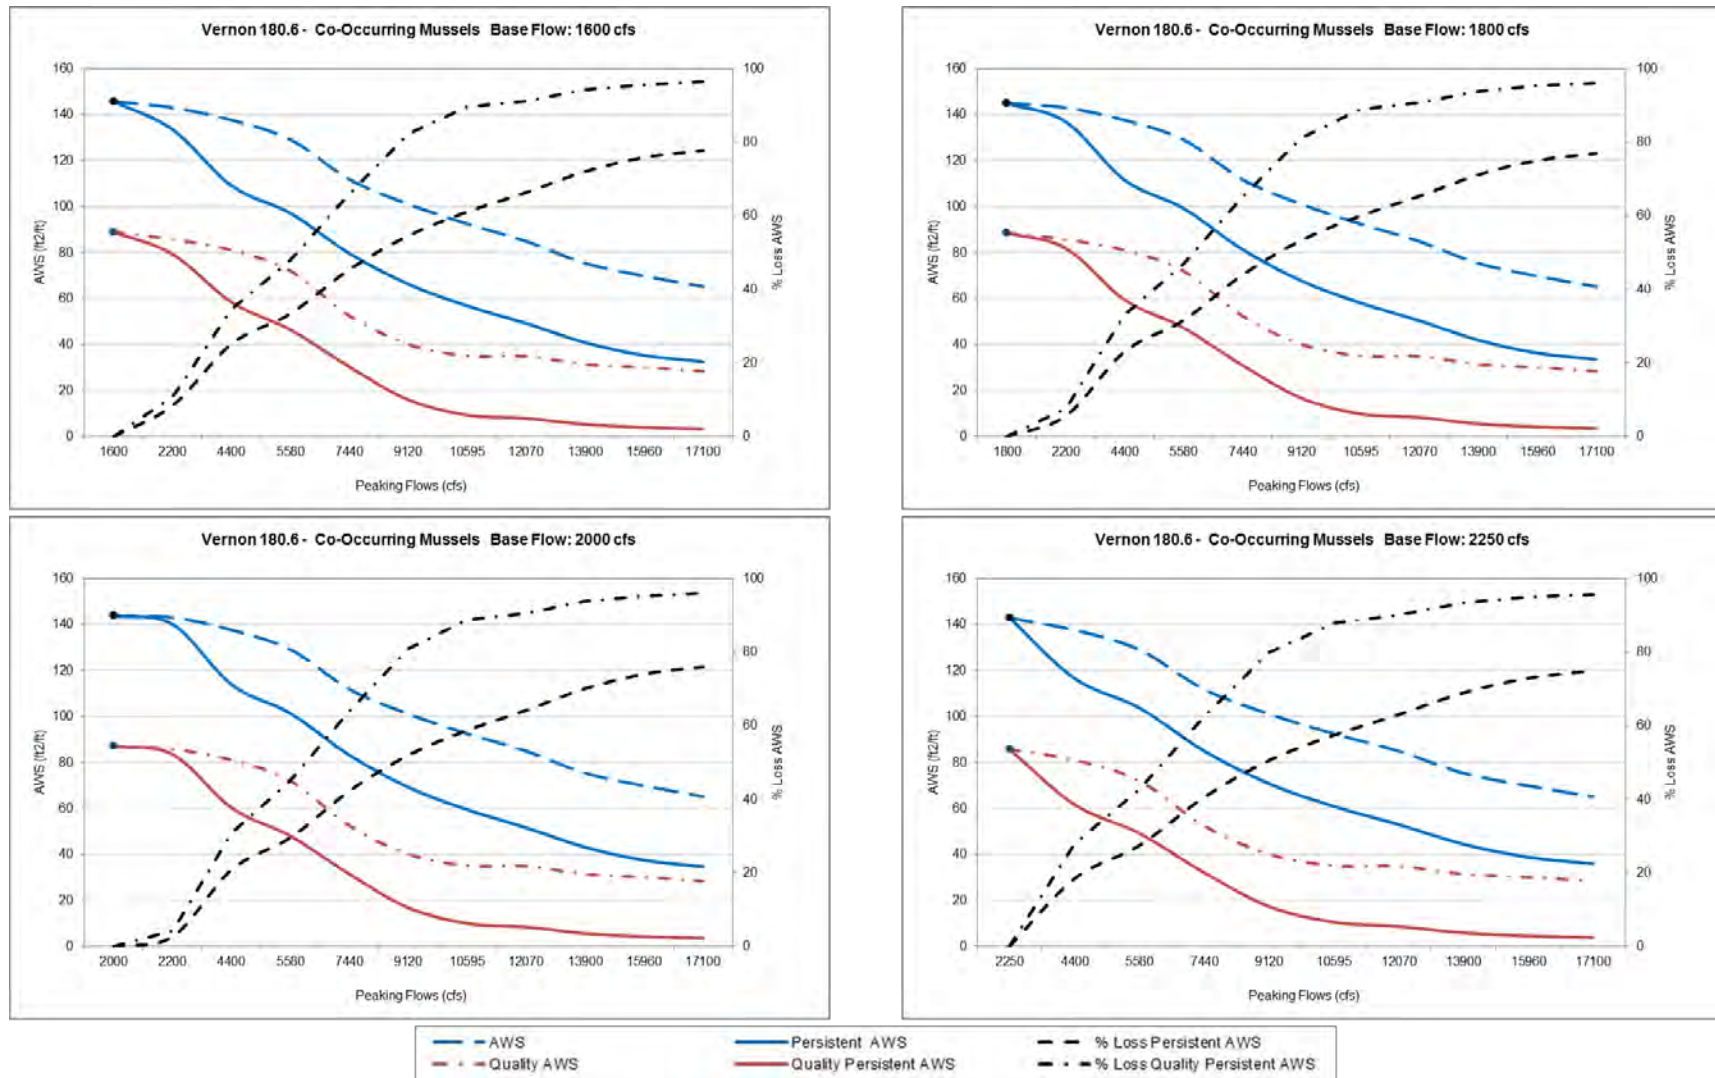 Vernon 180.6 - Co-Occurring Mussels Base Flow: 1600 cfs
160
140
120
100
80
60
40
20
0
AWS (ft2/ft)
100
80
60
40
20
0
% Loss AWS
1600 2200 4400 5580 7440 9120 10595 12070 13900 15960 17100
Peaking Flows (cfs)
Vernon 180.6 - Co-Occurring Mussels Base Flow: 1800 cfs
160
140
120
100
80
60
40
20
0
AWS (ft2/ft)
100
80
60
40
20
0
% Loss AWS
1800 2200 4400 5580 7440 9120 10595 12070 13900 15960 17100
Peaking Flows (cfs)
Vernon 180.6 - Co-Occurring Mussels Base Flow: 2000 cfs
160
140
120
100
80
60
40
20
0
AWS (ft2/ft)
100
80
60
40
20
0
% Loss AWS
2000 2200 4400 5580 7440 9120 10595 12070 13900 15960 17100
Peaking Flows (cfs)
Vernon 180.6 - Co-Occurring Mussels Base Flow: 2250 cfs
160
140
120
100
80
60
40
20
0
AWS (ft2/ft)
100
80
60
40
20
0
% Loss AWS
2250 4400 5580 7440 9120 10595 12070 13900 15960 17100
Peaking Flows (cfs)
AWS Persistent AWS % Loss Persistent AWS
Quality AWS Quality Persistent AWS % Loss Quality Persistent AWS